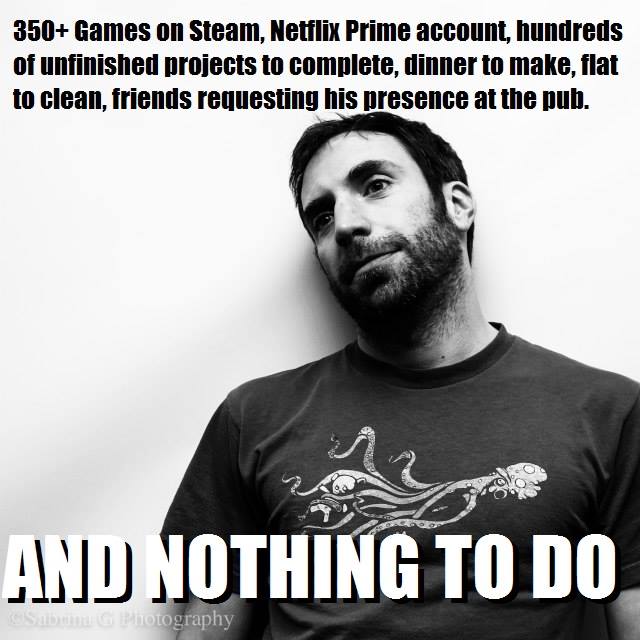 350+ Games on Steam, Netflix Prime account, hundreds
of unfinished projects to complete, dinner to make, flat
to clean, friends requesting his presence at the pub.
AND NOTHING TO DO
©Sabrina G Photography